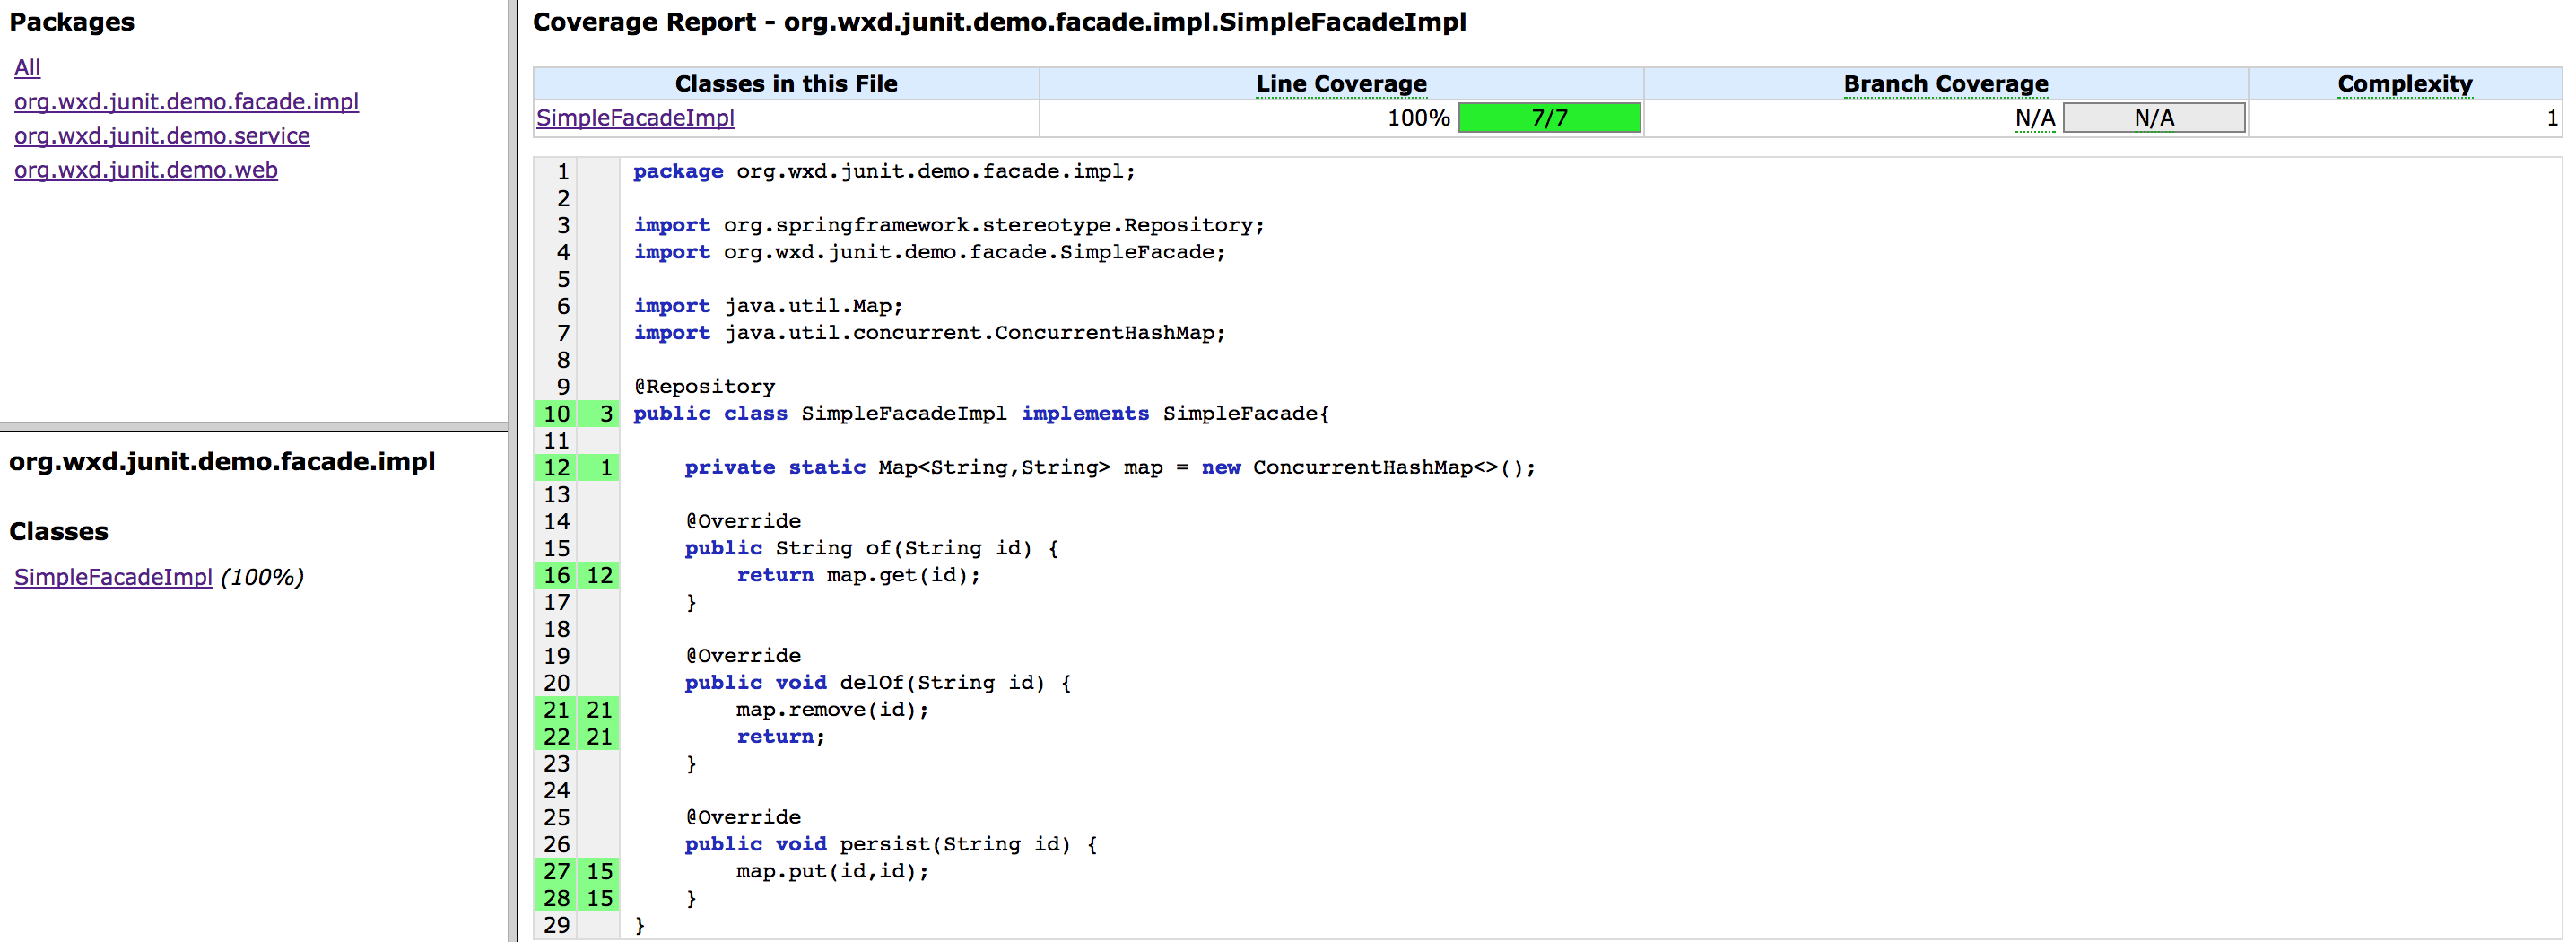 Packages
All
org.wxd.junit.demo.facade.impl
org.wxd.junit.demo.service
org.wxd.junit.demo.web
org.wxd.junit.demo.facade.impl
Classes
SimpleFacadeImpl (100%)
Coverage Report - org.wxd.junit.demo.facade.impl.SimpleFacadeImpl
Classes in this File Line Coverage Branch Coverage Complexity
SimpleFacadeImpl 100% 7/7 N/A N/A 1
1 package org.wxd.junit.demo.facade.impl;
2
3 import org.springframework.stereotype.Repository;
4 import org.wxd.junit.demo.facade.SimpleFacade;
5
6 import java.util.Map;
7 import java.util.concurrent.ConcurrentHashMap;
8
9 @Repository
10 3 public class SimpleFacadeImpl implements SimpleFacade{
11
12 1 private static Map<String,String> map = new ConcurrentHashMap<>();
13
14 @Override
15 public String of(String id) {
16 12 return map.get(id);
17 }
18
19 @Override
20 public void delOf(String id) {
21 21 map.remove(id);
22 21 return;
23 }
24
25 @Override
26 public void persist(String id) {
27 15 map.put(id,id);
28 15 }
29 }